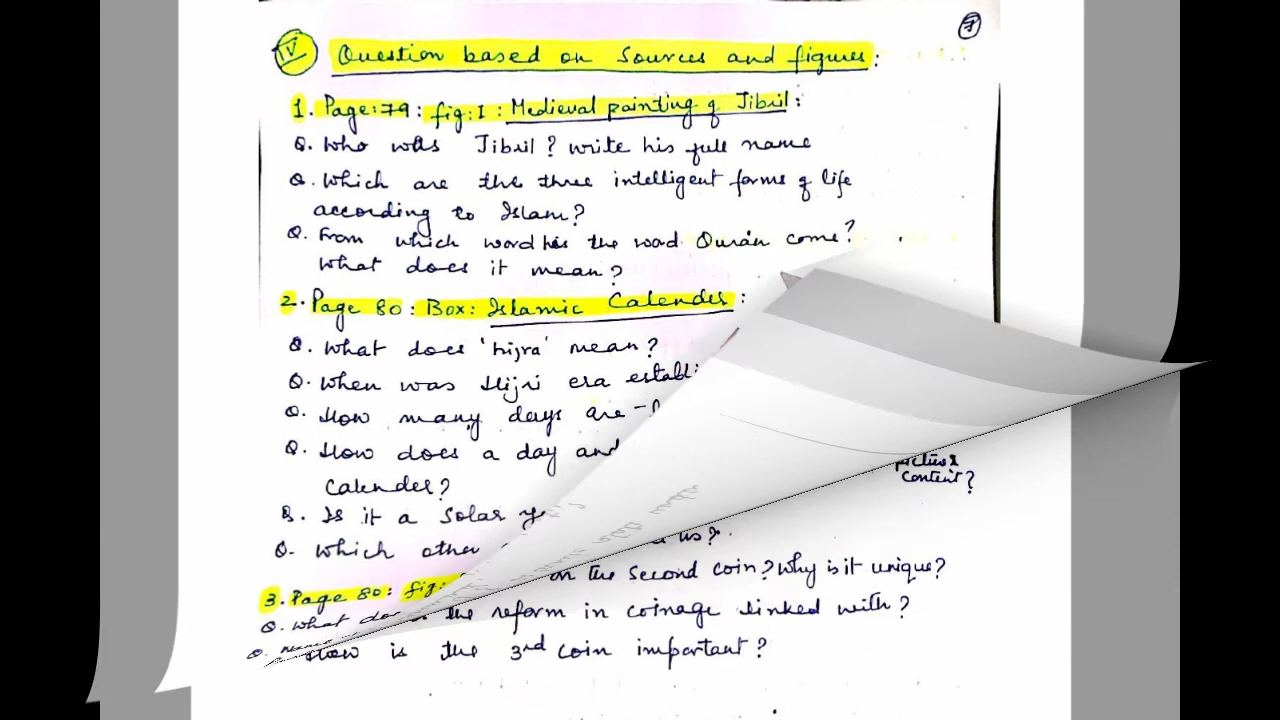 7
IV Question based on Sources and figures:
1. Page:79: fig:1: Medieval painting of Jibril:
Q. Who was Jibril? Write his full name
Q. Which are the three intelligent forms of life
according to Islam?
Q. From which word has the word Quran come?
What does it mean?
2. Page 80: Box: Islamic Calender:
Q. What does 'hijra' mean?
Q. When was Hijri era
Q. How many days are
Q. How does a day and
Calender?
content?
Q. Is it a Solar
Q. Which other
us?
3. Page 80: fig:
on the Second coin? Why is it unique?
Q. What
the reform in coinage linked with?
Q.
How is the 3rd coin important?